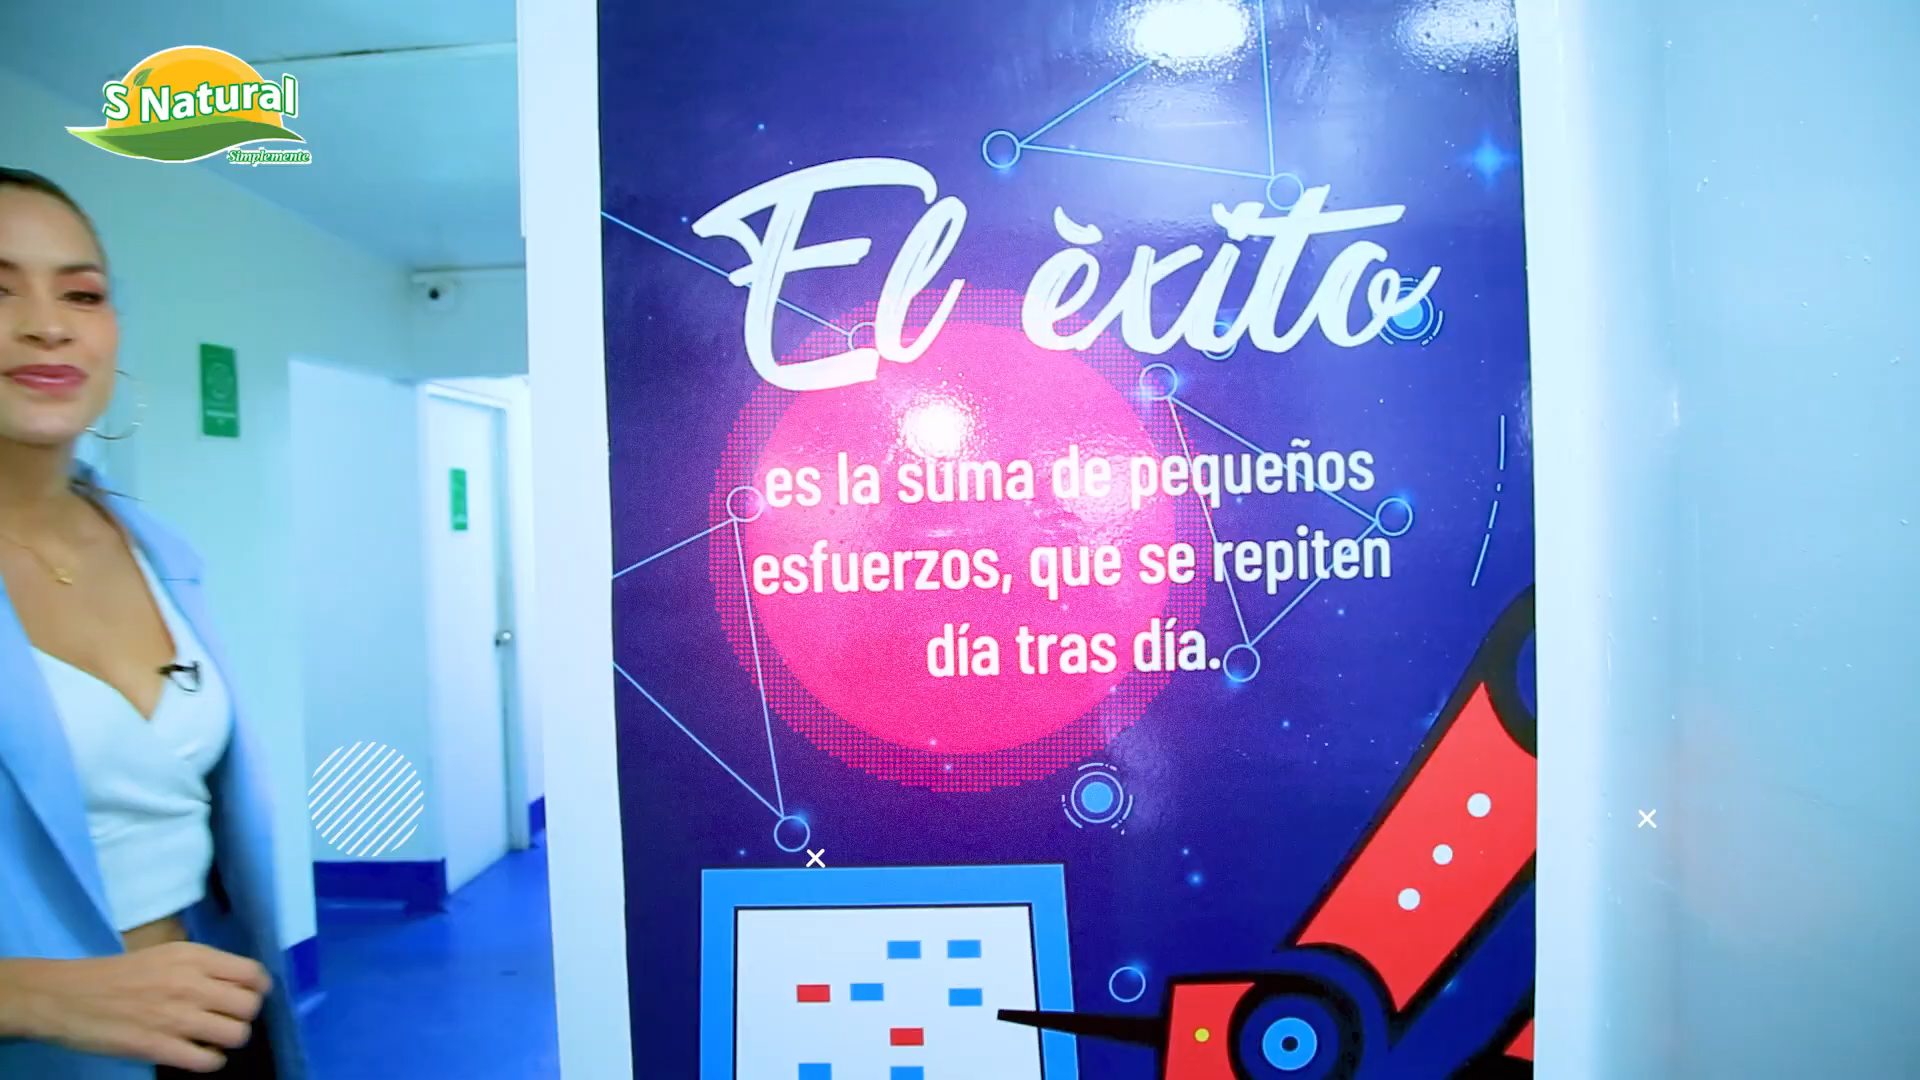 S Natural
Simplemente
El èxito
es la suma de pequeños
esfuerzos, que se repiten
día tras día.